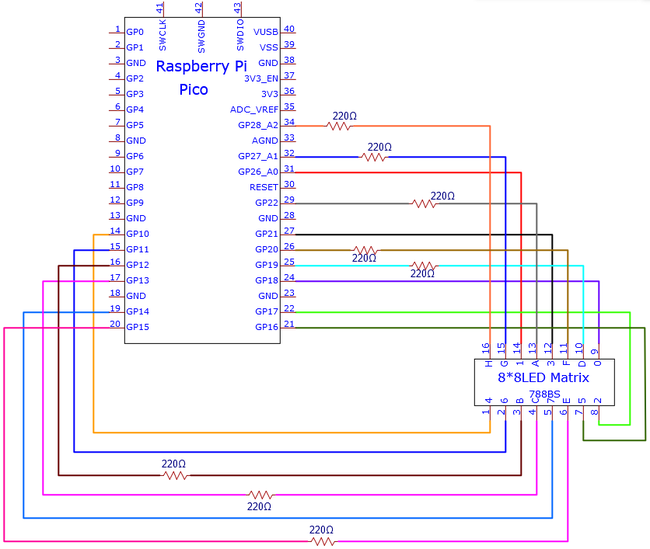 41 42 43
SWCLK SWGND SWDIO
1 GP0 VUSB 40
2 GP1 VSS 39
3 GND GND 38
Raspberry Pi
4 GP2 3V3_EN 37
Pico
5 GP3 3V3 36
6 GP4 ADC_VREF 35
7 GP5 GP28_A2 34 220Ω
8 GND AGND 33
9 GP6 GP27_A1 32 220Ω
10 GP7 GP26_A0 31
11 GP8 RESET 30
12 GP9 GP22 29 220Ω
13 GND GND 28
14 GP10 GP21 27
15 GP11 GP20 26 220Ω
16 GP12 GP19 25 220Ω
17 GP13 GP18 24
18 GND GND 23
19 GP14 GP17 22
20 GP15 GP16 21
16 15 14 13 12 11 10 9
H G 1 A 3 F D 0
8*8LED Matrix
788BS
4 6 B C 5 7 E 5 2
1 2 3 4 5 6 7 8
220Ω
220Ω
220Ω